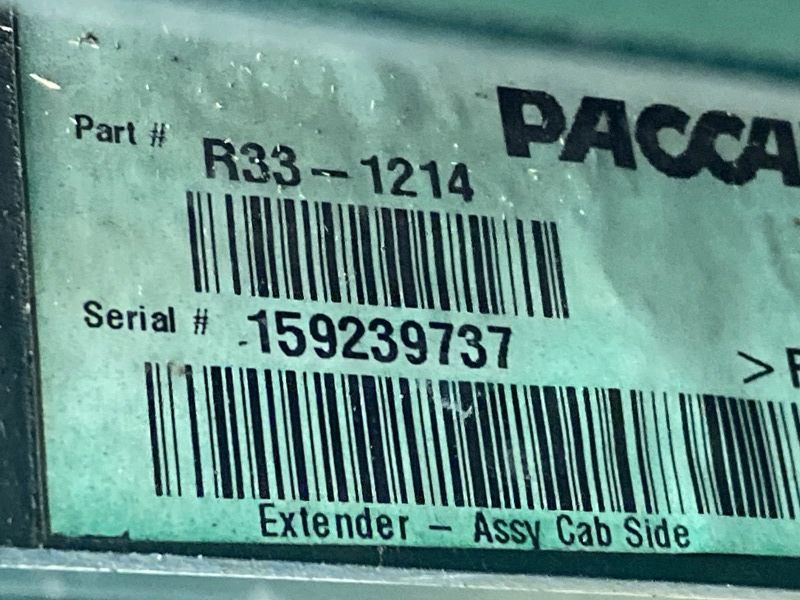 PACCA
Part # R33-1214
Serial # 159239737
>
Extender - Assy Cab Side